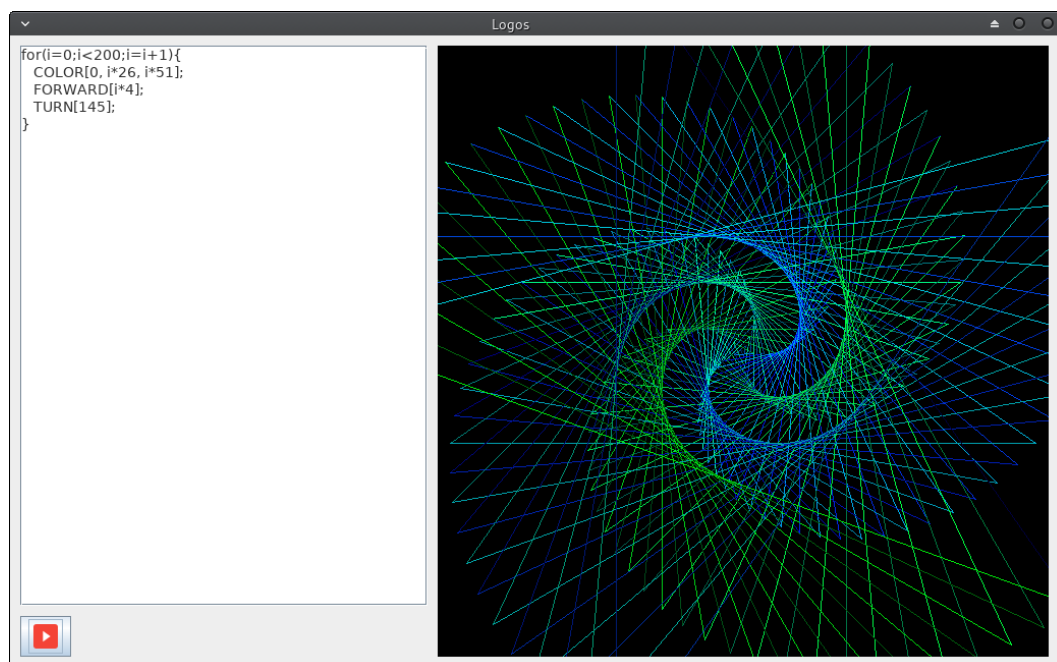 Logos
for(i=0;i<200;i=i+1){
   COLOR[0, i*26, i*51];
   FORWARD[i*4];
   TURN[145];
}